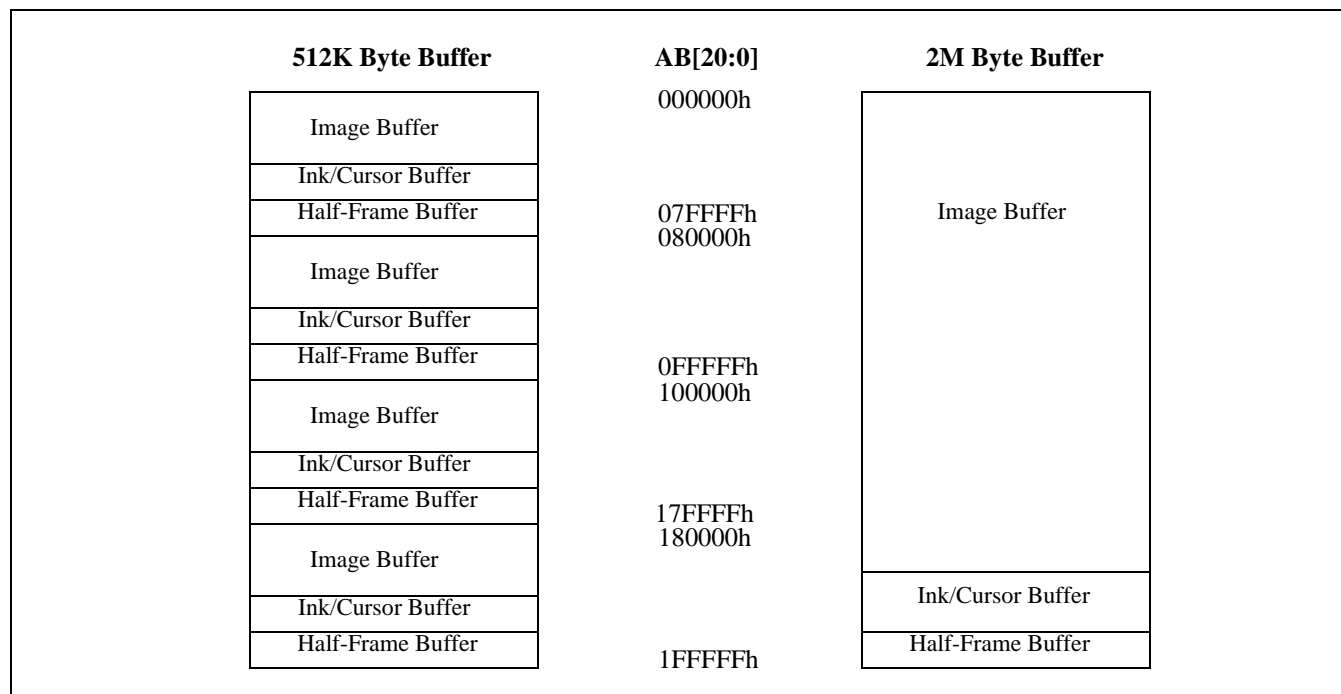 512K Byte Buffer AB[20:0] 2M Byte Buffer
000000h
Image Buffer
Ink/Cursor Buffer
Half-Frame Buffer 07FFFFh Image Buffer
080000h
Image Buffer
Ink/Cursor Buffer
Half-Frame Buffer 0FFFFFh
100000h
Image Buffer
Ink/Cursor Buffer
Half-Frame Buffer 17FFFFh
180000h
Image Buffer
Ink/Cursor Buffer Ink/Cursor Buffer
Half-Frame Buffer 1FFFFFh Half-Frame Buffer